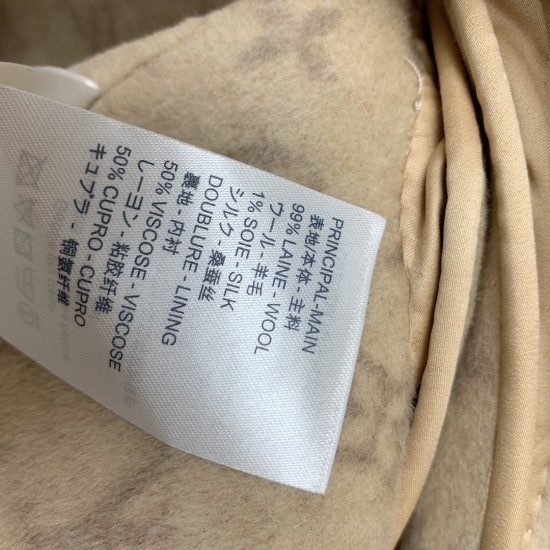 PRINCIPAL-MAIN
表地本体・主料
99% LAINE - WOOL
ウール - 羊毛
1% SOIE - SILK
シルク - 桑蚕丝
DOUBLURE - LINING
裏地 - 内衬
50% VISCOSE - VISCOSE
レーヨン - 粘胶纤维
50% CUPRO - CUPRO
キュプラ - 铜氨纤维